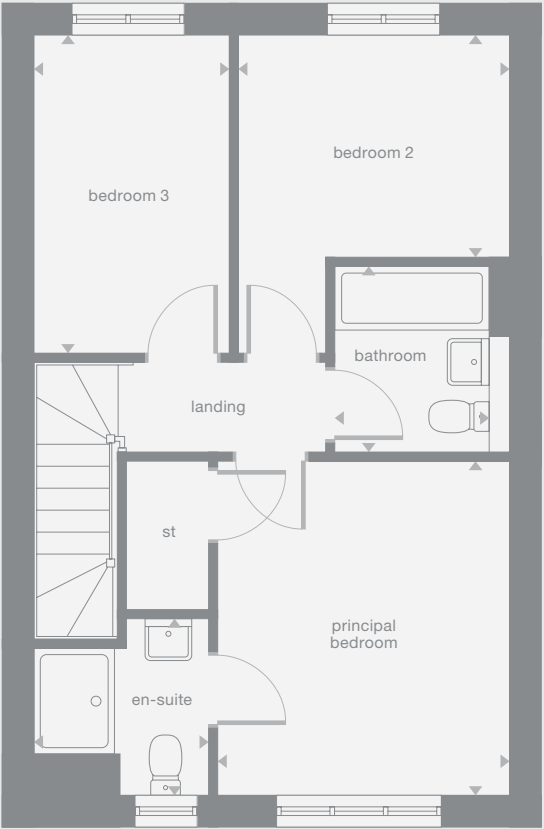 bedroom 2
bedroom 3
bathroom
landing
st
principal
bedroom
en-suite